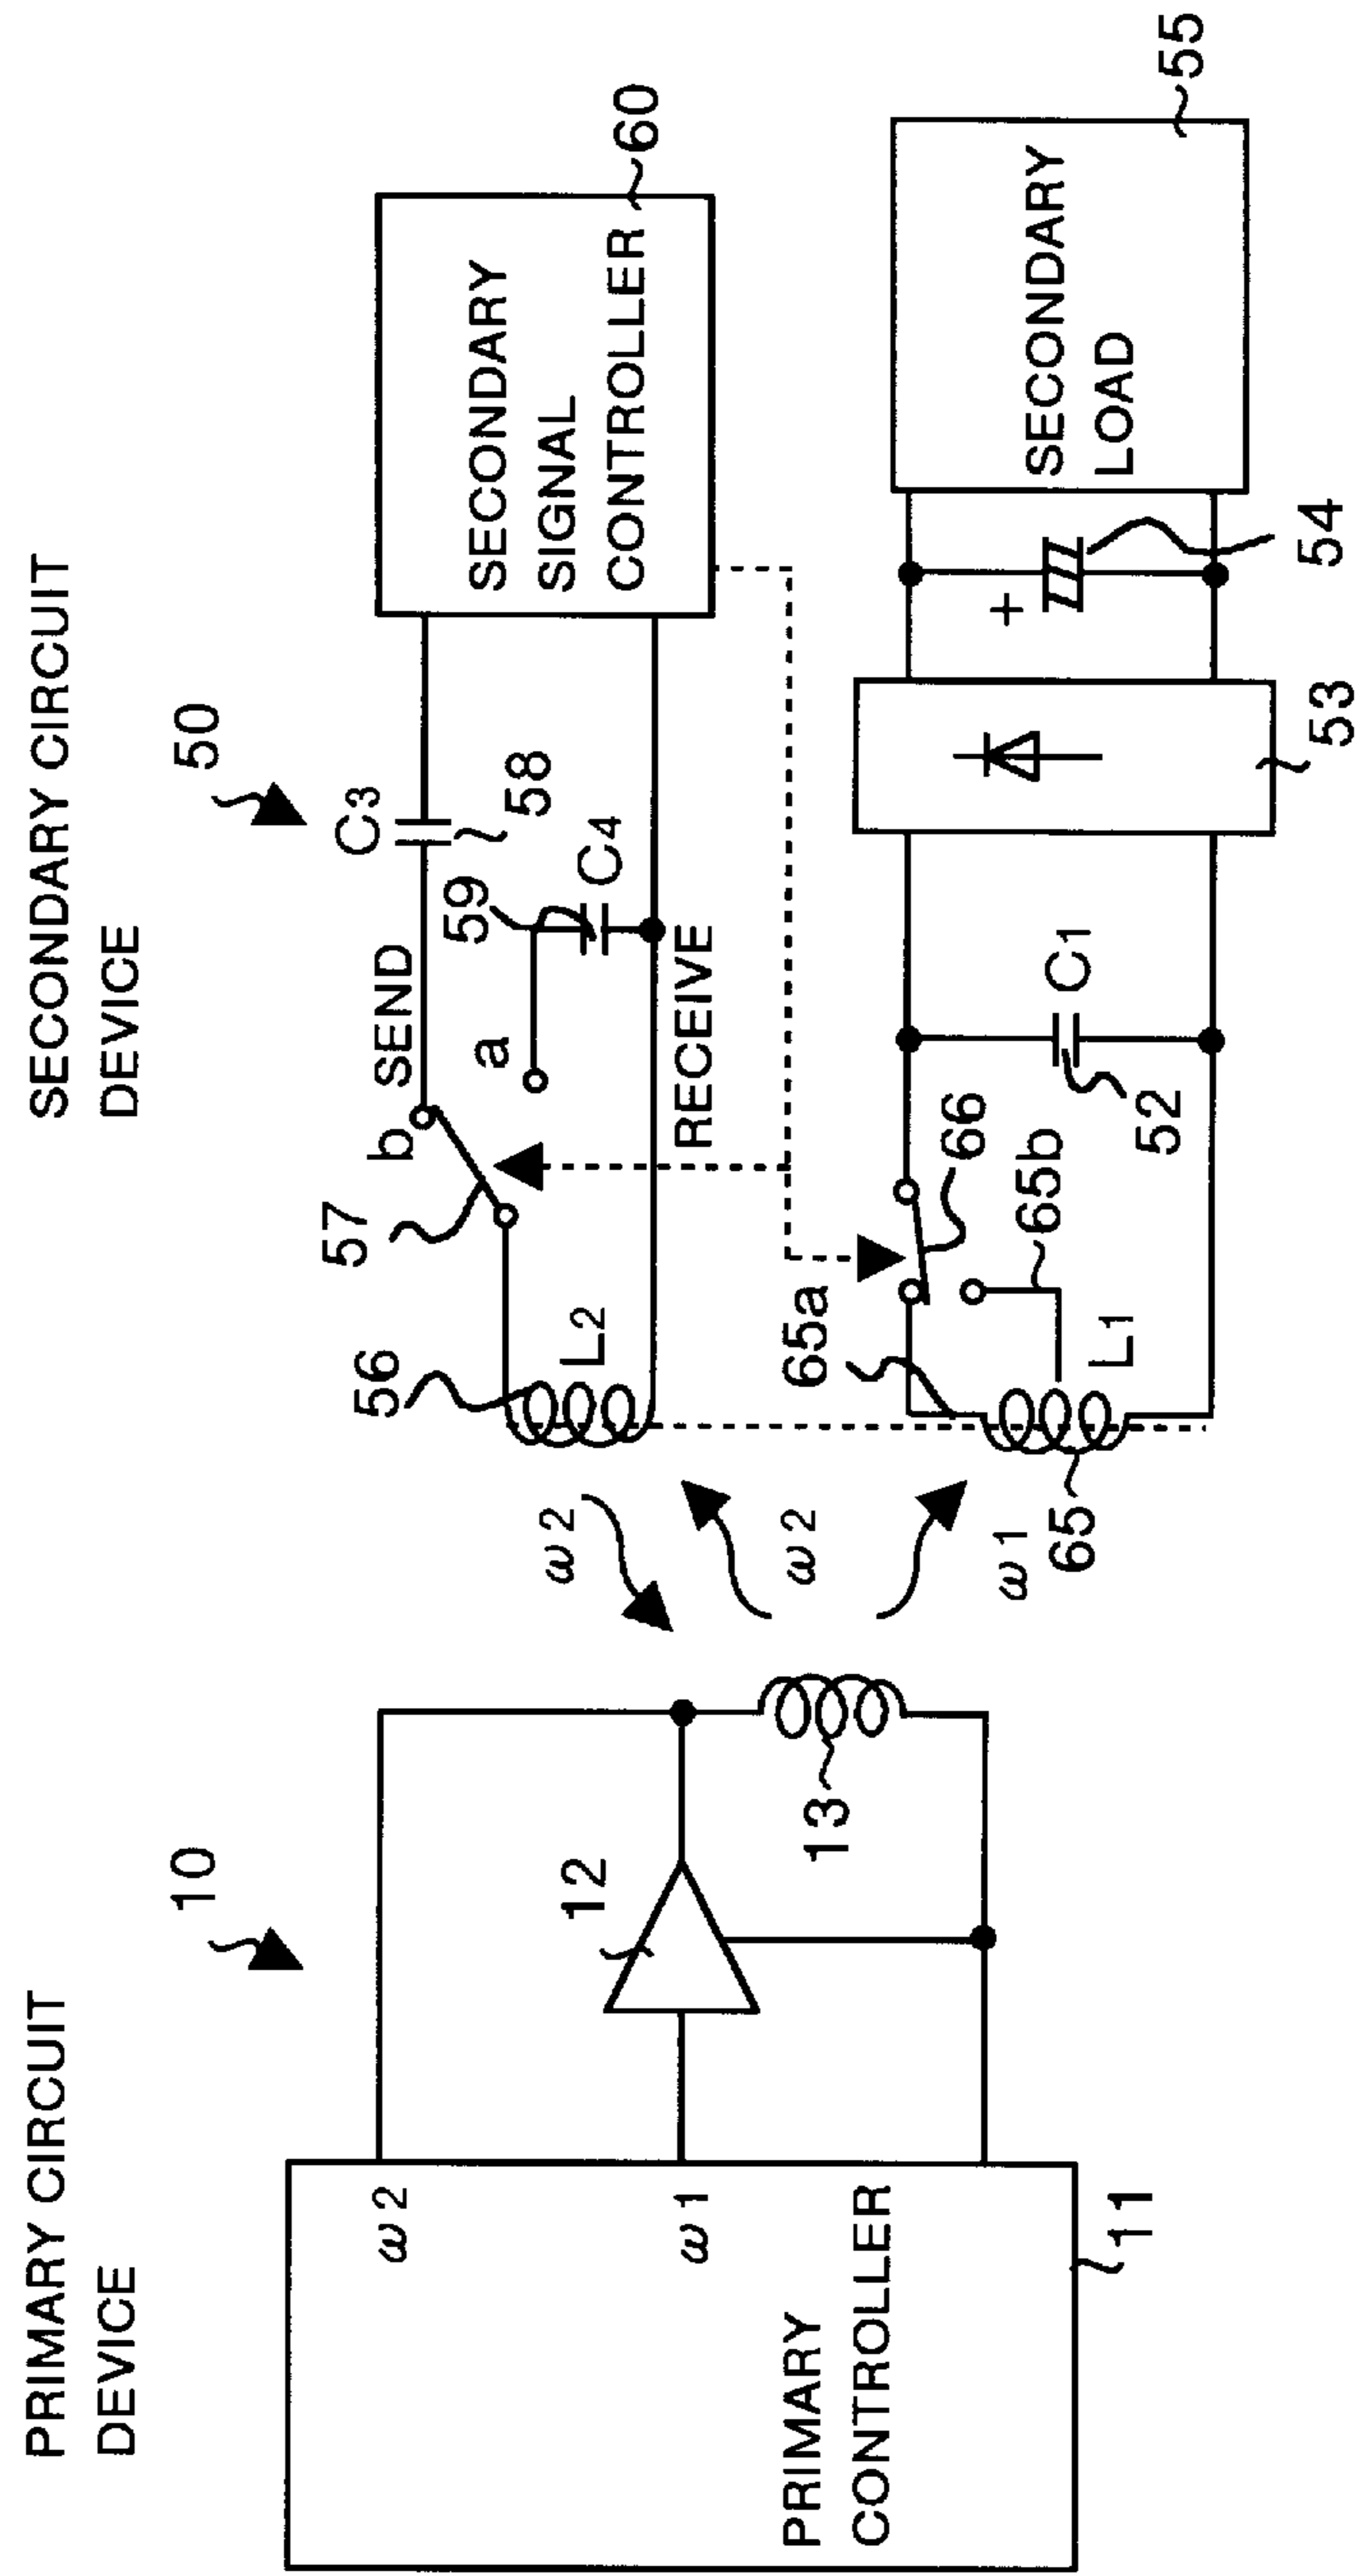 PRIMARY CIRCUIT
DEVICE
SECONDARY CIRCUIT
DEVICE
10
50
ω2
ω1
PRIMARY
CONTROLLER
11
12
13
ω2
ω2
ω1
56
L2
57
b
SEND
a
C3
58
59
C4
RECEIVE
SECONDARY
SIGNAL
CONTROLLER
60
65
65a
65b
L1
66
52
C1
53
+
54
SECONDARY
LOAD
55